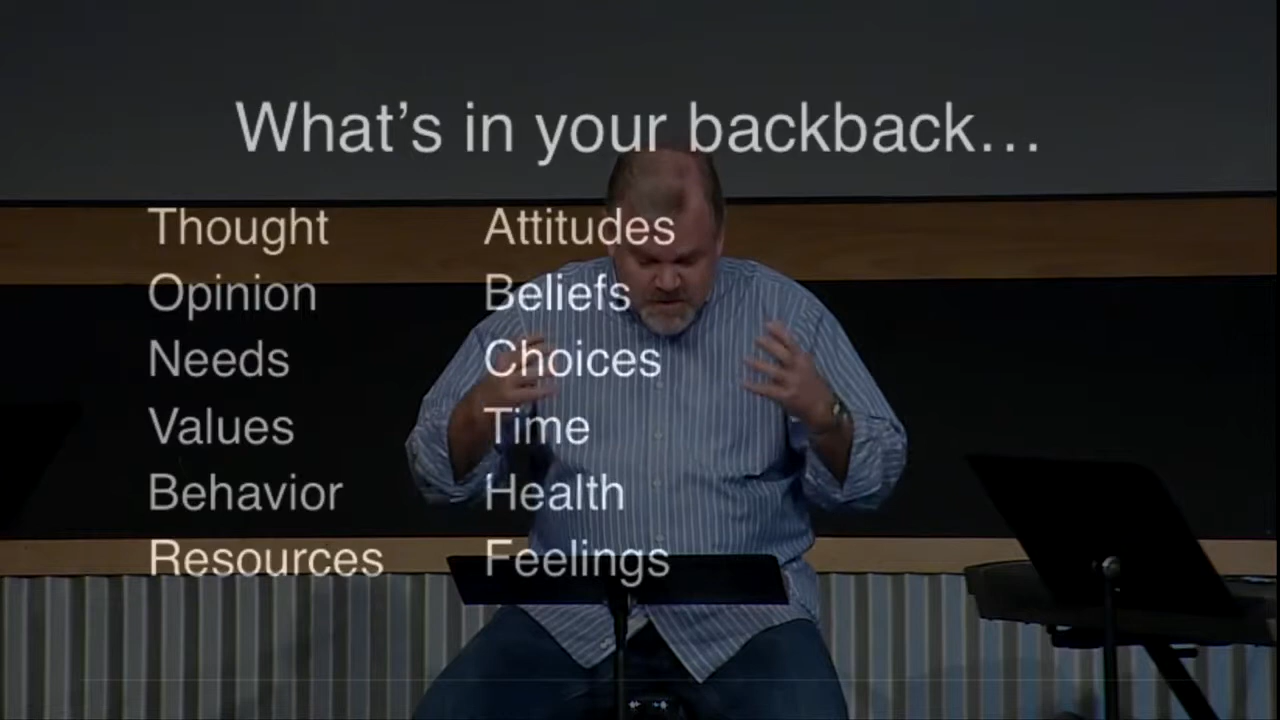 What's in your backback…
Thought
Opinion
Needs
Values
Behavior
Resources
Attitudes
Beliefs
Choices
Time
Health
Feelings